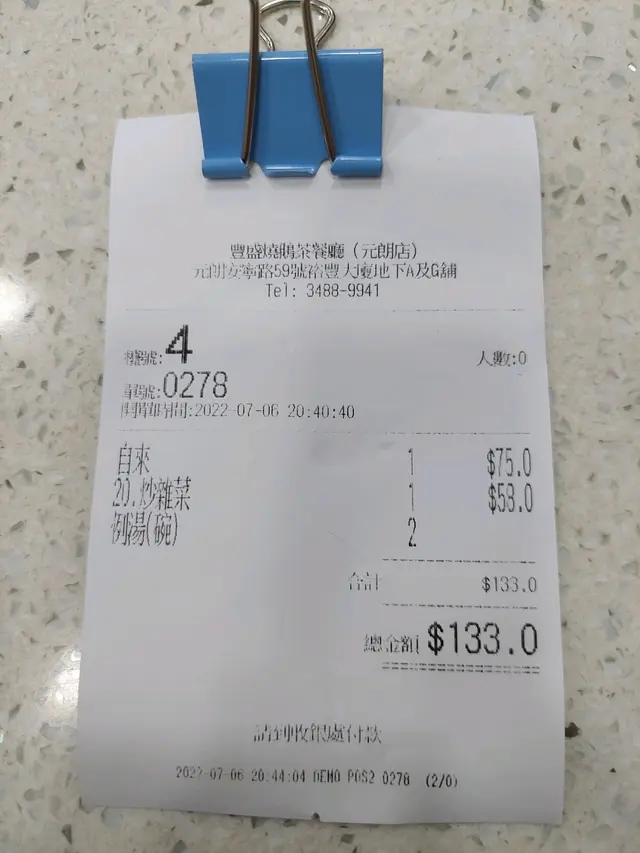 豐盛燒鵝茶餐廳（元朗店）
元朗安寧路59號裕豐大廈地下A及G舖
Tel: 3488-9941
檯號:4 人數:0
單號:0278
開單時間:2022-07-06 20:40:40
自來 1 $75.0
20.炒雜菜 1 $58.0
例湯(碗) 2
合計 $133.0
總金額 $133.0
請到收銀處付款
2022-07-06 20:44:04 DEMO POS2 0278 (2/0)